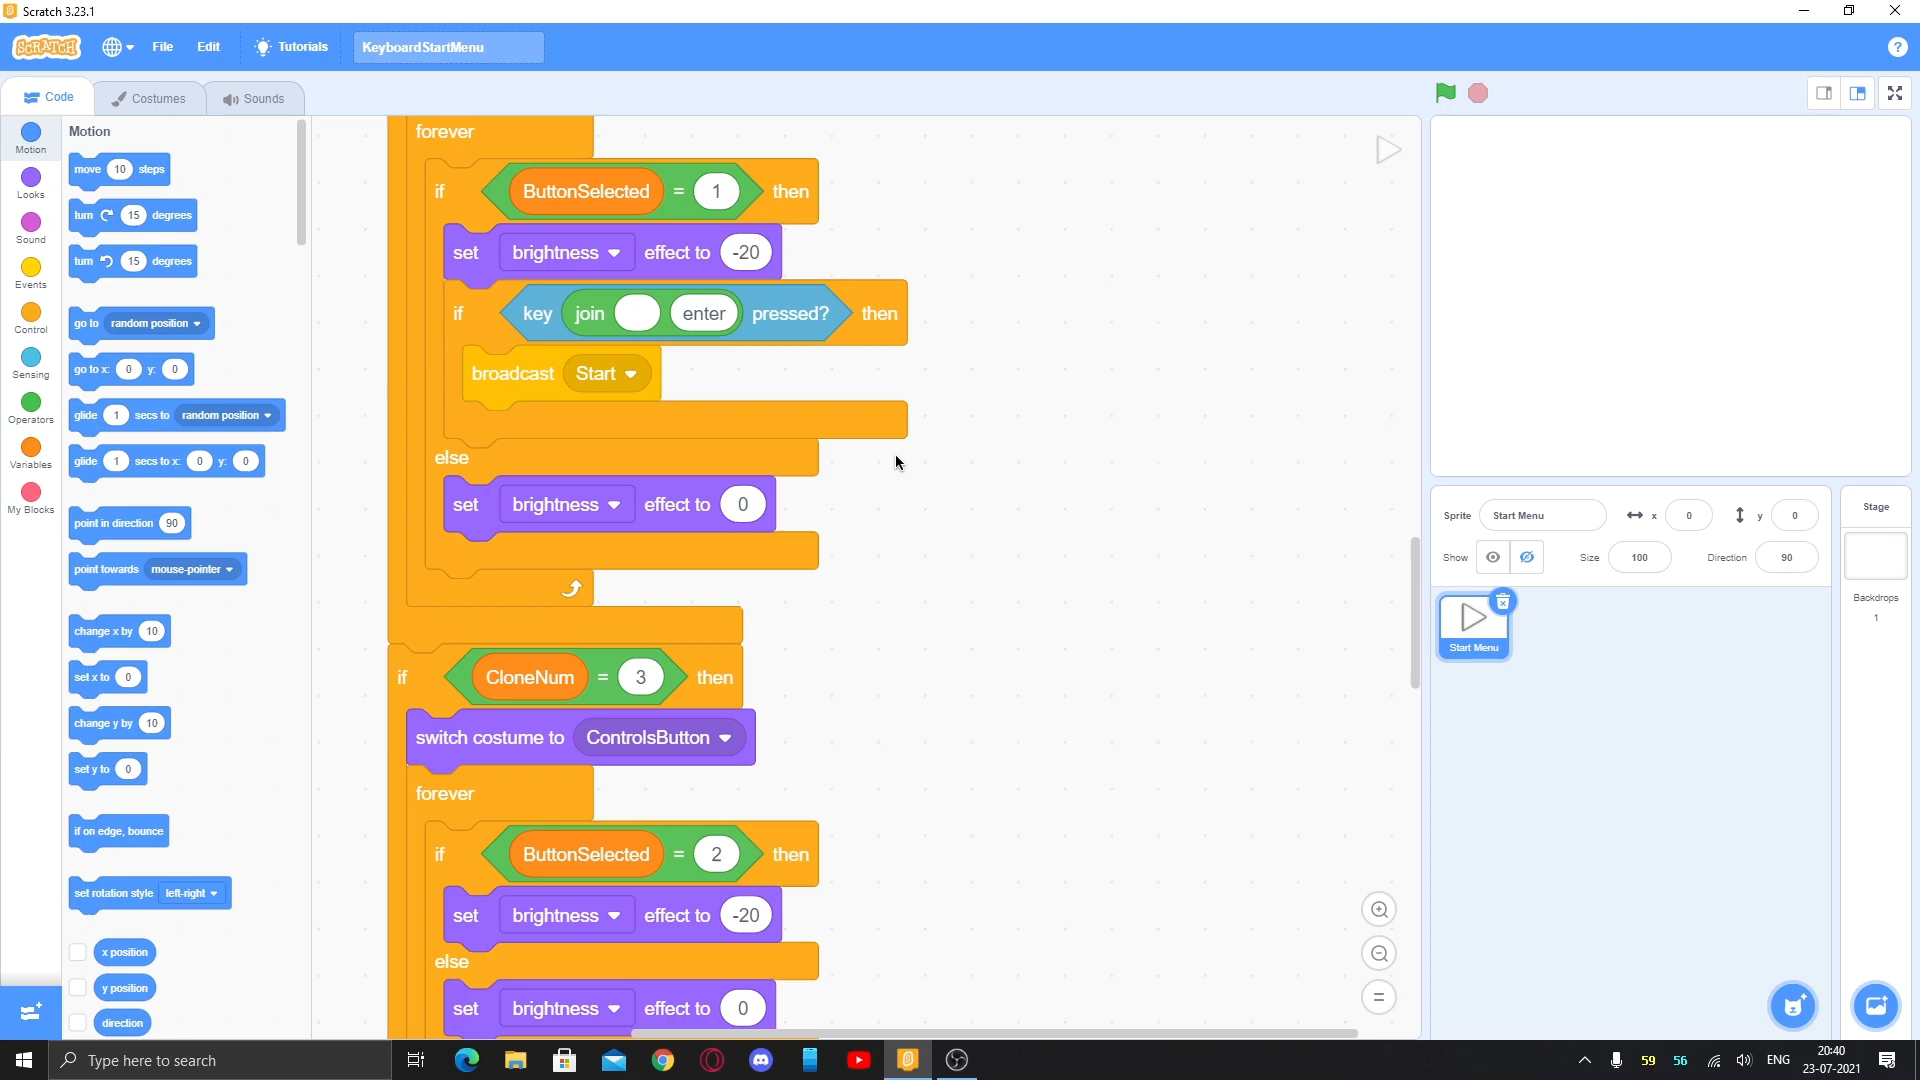 Scratch 3.23.1
SCRATCH File Edit Tutorials KeyboardStartMenu
Code Costumes Sounds
Motion
Looks
Sound
Events
Control
Sensing
Operators
Variables
My Blocks
Motion
move 10 steps
turn 15 degrees
turn 15 degrees
go to random position
go to x: 0 y: 0
glide 1 secs to random position
glide 1 secs to x: 0 y: 0
point in direction 90
point towards mouse-pointer
change x by 10
set x to 0
change y by 10
set y to 0
if on edge, bounce
set rotation style left-right
x position
y position
direction
forever
if ButtonSelected = 1 then
set brightness effect to -20
if key join enter pressed? then
broadcast Start
else
set brightness effect to 0
if CloneNum = 3 then
switch costume to ControlsButton
forever
if ButtonSelected = 2 then
set brightness effect to -20
else
set brightness effect to 0
Sprite Start Menu x 0 y 0
Show Size 100 Direction 90
Start Menu
Stage
Backdrops
1
Type here to search
59 56 ENG
20:40
23-07-2021